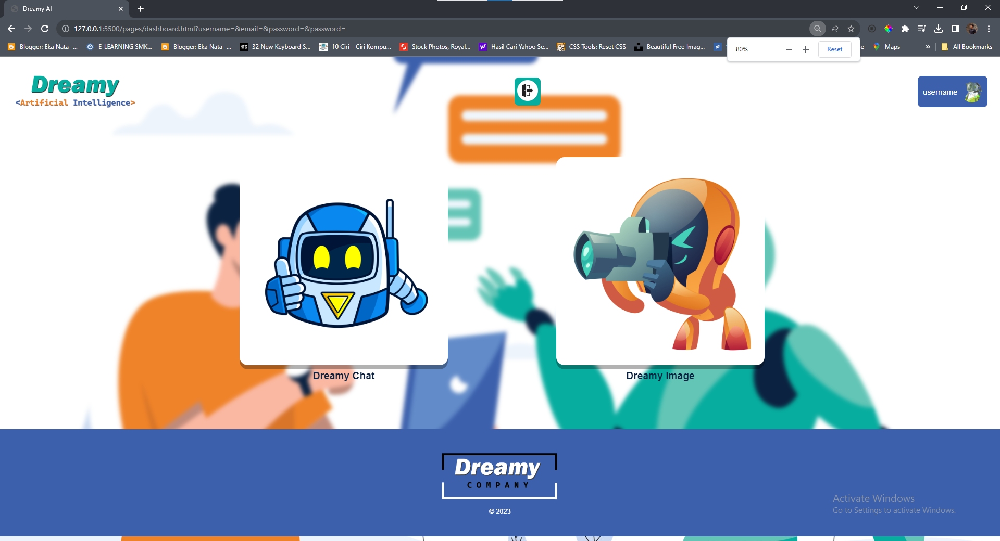 Dreamy AI
127.0.0.1:5500/pages/dashboard.html?username=&email=&password=&password=
Blogger: Eka Nata -...
E-LEARNING SMK...
Blogger: Eka Nata -...
HTG
32 New Keyboard S...
10 Ciri – Ciri Kompu...
Stock Photos, Royal...
y!
Hasil Cari Yahoo Se...
CSS Tools: Reset CSS
Beautiful Free Imag...
Maps
»
All Bookmarks
80%
Reset
Dreamy
<Artificial Intelligence>
username
Dreamy Chat
Dreamy Image
Dreamy
COMPANY
© 2023
Activate Windows
Go to Settings to activate Windows.